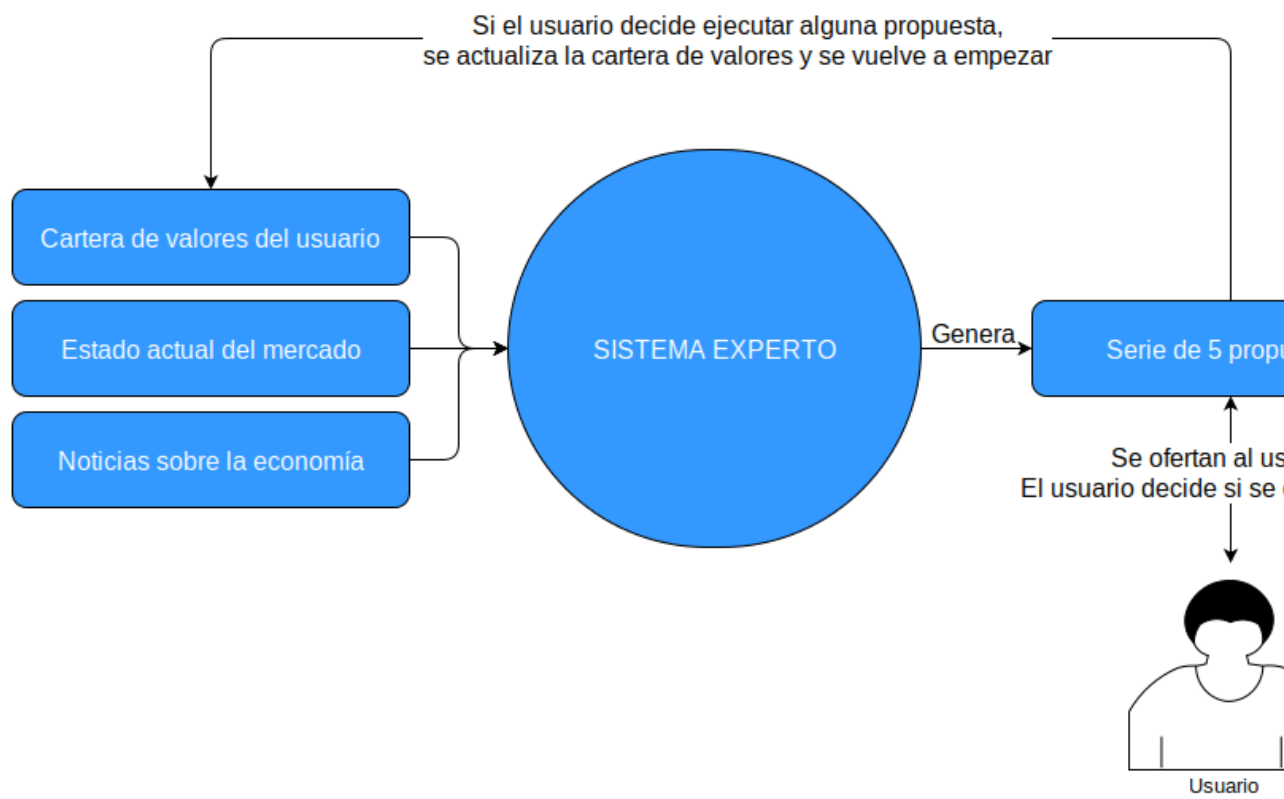 Si el usuario decide ejecutar alguna propuesta,
se actualiza la cartera de valores y se vuelve a empezar
Cartera de valores del usuario
Estado actual del mercado
Noticias sobre la economía
SISTEMA EXPERTO
Genera
Serie de 5
Se ofertan al
El usuario decide si se
Usuario